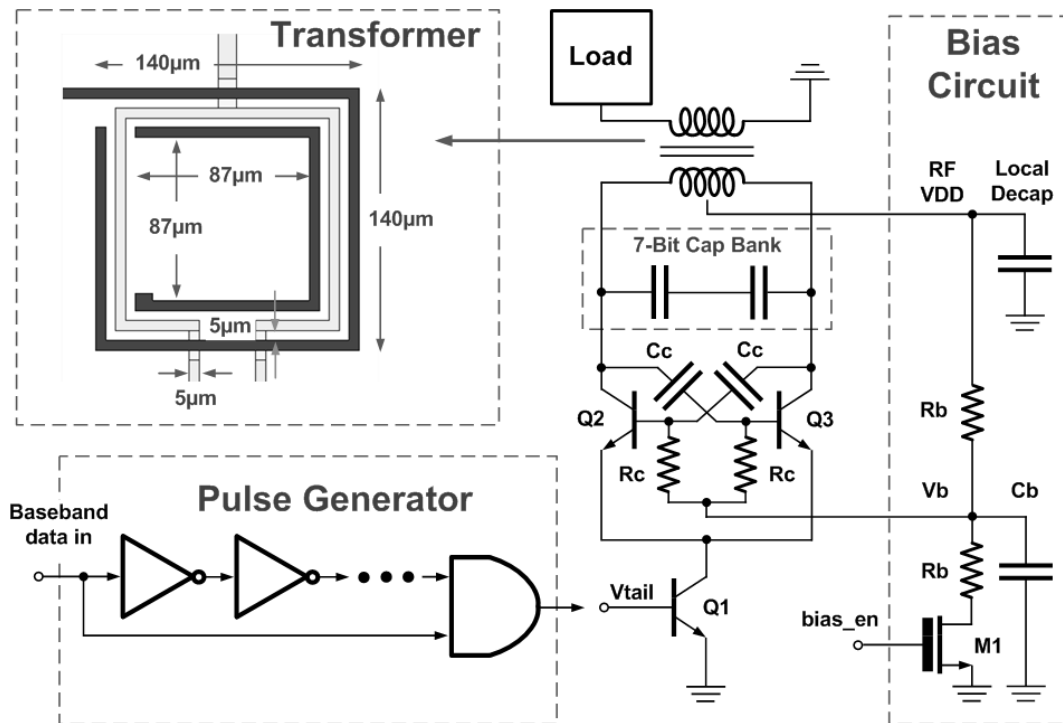 Transformer
140μm
87μm
87μm
140μm
5μm
5μm
Load
Bias
Circuit
RF
VDD
Local
Decap
7-Bit Cap Bank
Cc
Cc
Q2
Q3
Rc
Rc
Rb
Vb
Cb
Rb
bias_en
M1
Pulse Generator
Baseband
data in
Vtail
Q1